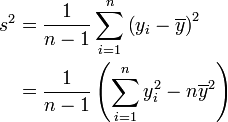 s² = \frac{1}{n-1} \sum_{i=1}^{n} (y_i - \overline{y})²
= \frac{1}{n-1} \left( \sum_{i=1}^{n} y_i^2 - n\overline{y}^2 \right)